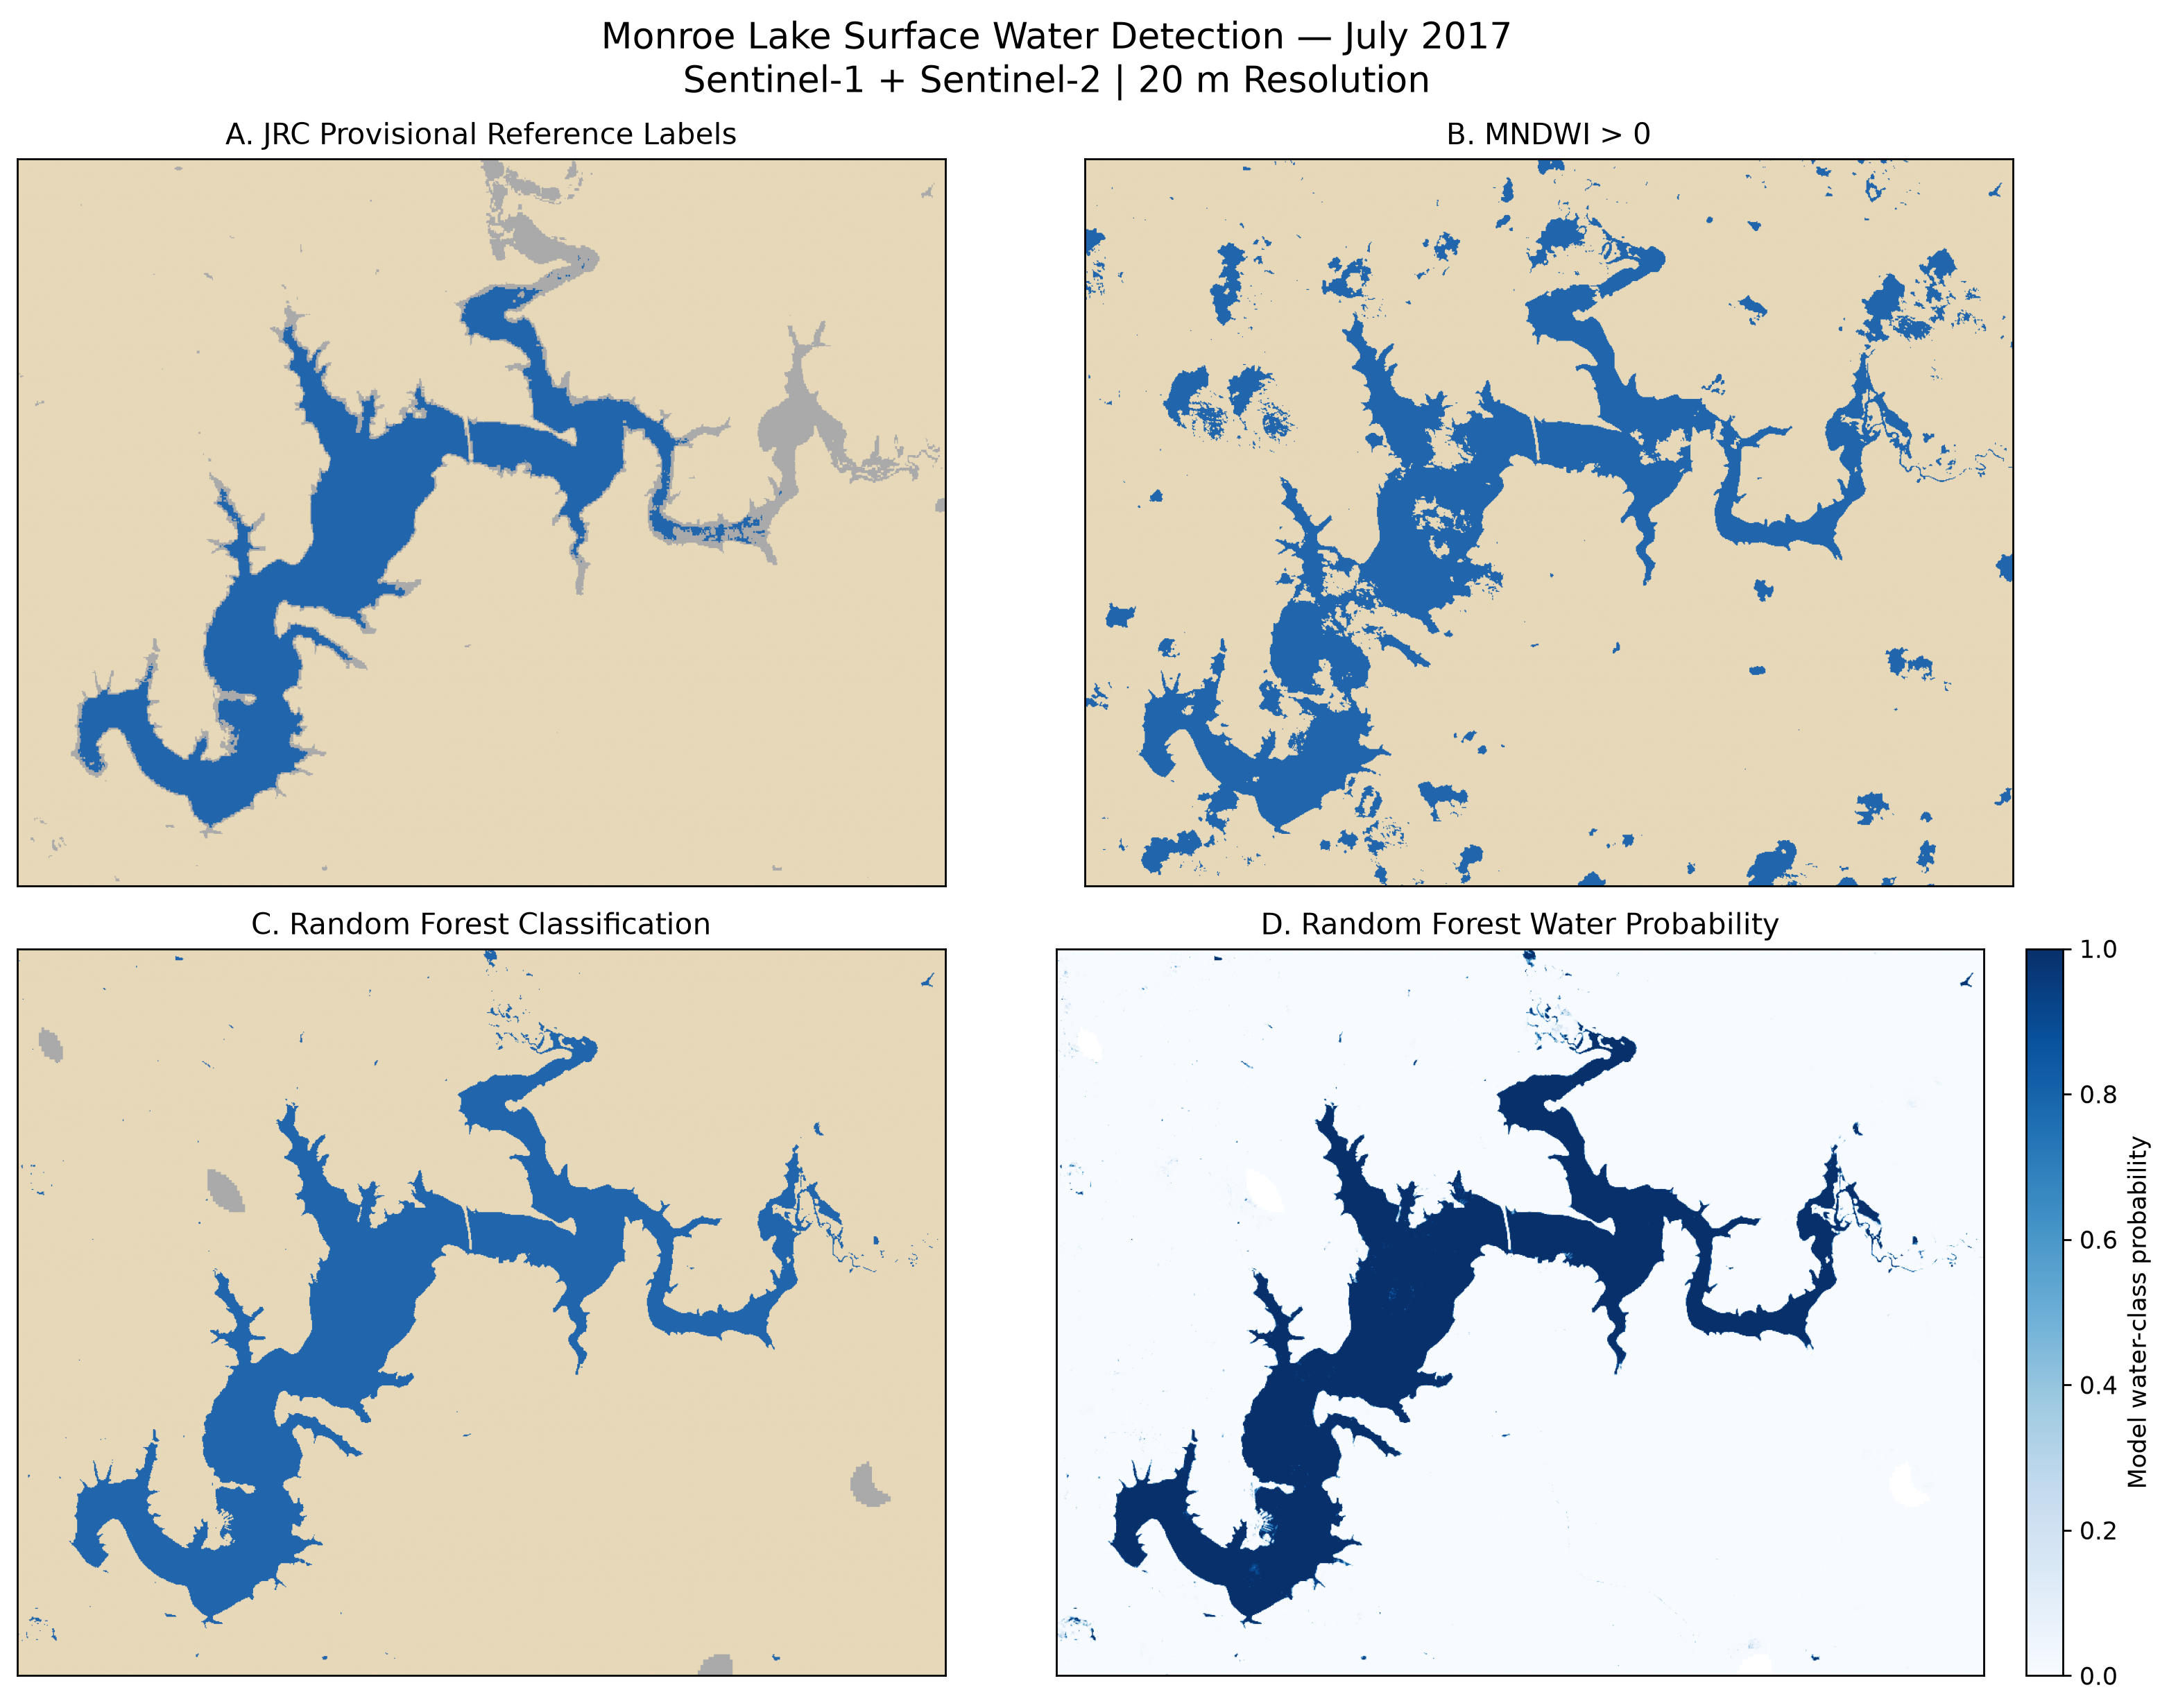 Monroe Lake Surface Water Detection — July 2017
Sentinel-1 + Sentinel-2 | 20 m Resolution
A. JRC Provisional Reference Labels
B. MNDWI > 0
C. Random Forest Classification
D. Random Forest Water Probability
1.0
0.8
0.6
0.4
0.2
0.0
Model water-class probability